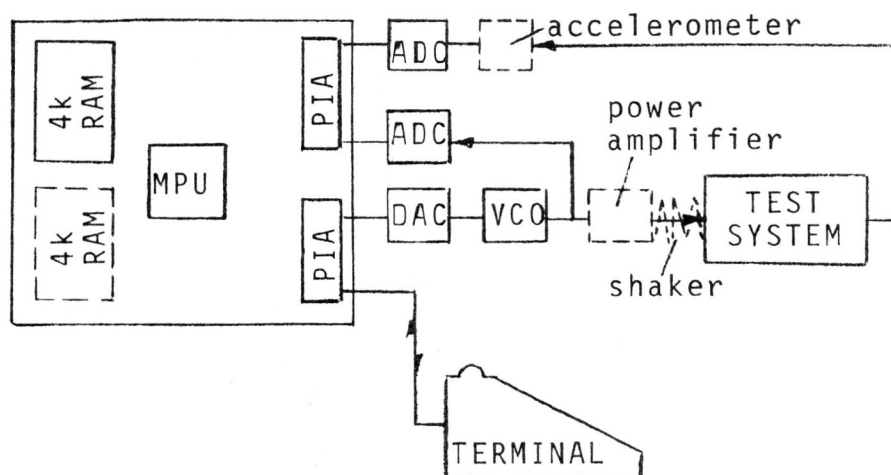 accelerometer
ADC
4k
RAM
PIA
power
amplifier
ADC
MPU
TEST
SYSTEM
DAC
VCO
4k
RAM
PIA
shaker
TERMINAL